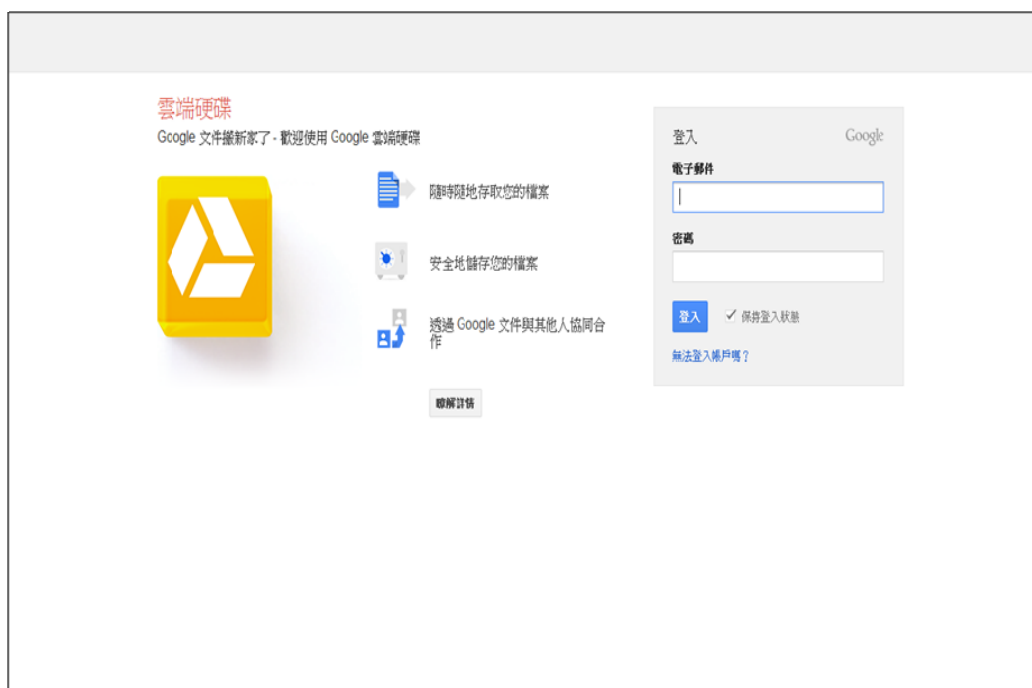 雲端硬碟
Google 文件搬新家了 - 歡迎使用 Google 雲端硬碟
隨時隨地存取您的檔案
安全地儲存您的檔案
透過 Google 文件與其他人協同合
作
瞭解詳情
登入 Google
電子郵件
密碼
登入 保持登入狀態
無法登入帳戶嗎？